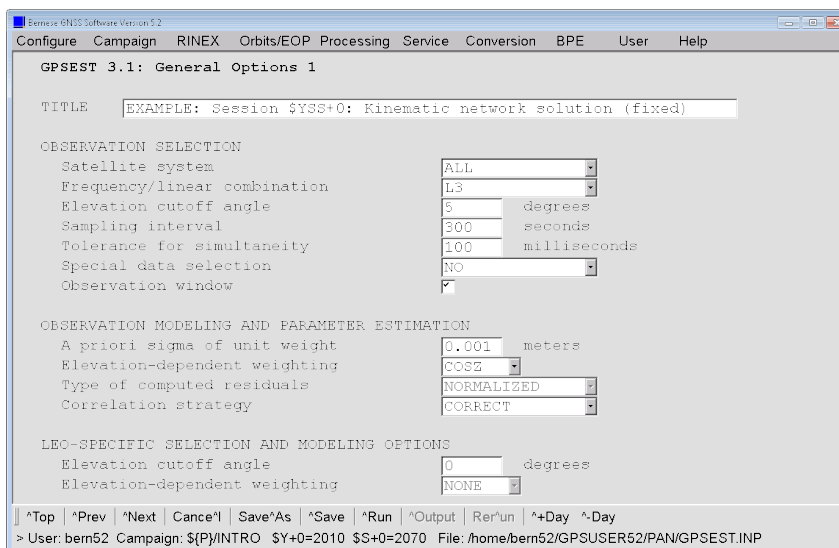 Bernese GNSS Software Version 5.2
Configure Campaign RINEX Orbits/EOP Processing Service Conversion BPE User Help
GPSEST 3.1: General Options 1
TITLE EXAMPLE: Session $YSS+0: Kinematic network solution (fixed)
OBSERVATION SELECTION
Satellite system ALL
Frequency/linear combination L3
Elevation cutoff angle 5 degrees
Sampling interval 300 seconds
Tolerance for simultaneity 100 milliseconds
Special data selection NO
Observation window
OBSERVATION MODELING AND PARAMETER ESTIMATION
A priori sigma of unit weight 0.001 meters
Elevation-dependent weighting COSZ
Type of computed residuals NORMALIZED
Correlation strategy CORRECT
LEO-SPECIFIC SELECTION AND MODELING OPTIONS
Elevation cutoff angle 0 degrees
Elevation-dependent weighting NONE
^Top | ^Prev | ^Next | Cance^l | Save^As | ^Save | ^Run | ^Output | Rer^un | ^+Day ^-Day
> User: bern52 Campaign: ${P}/INTRO $Y+0=2010 $S+0=2070 File: /home/bern52/GPSUSER52/PAN/GPSEST.INP